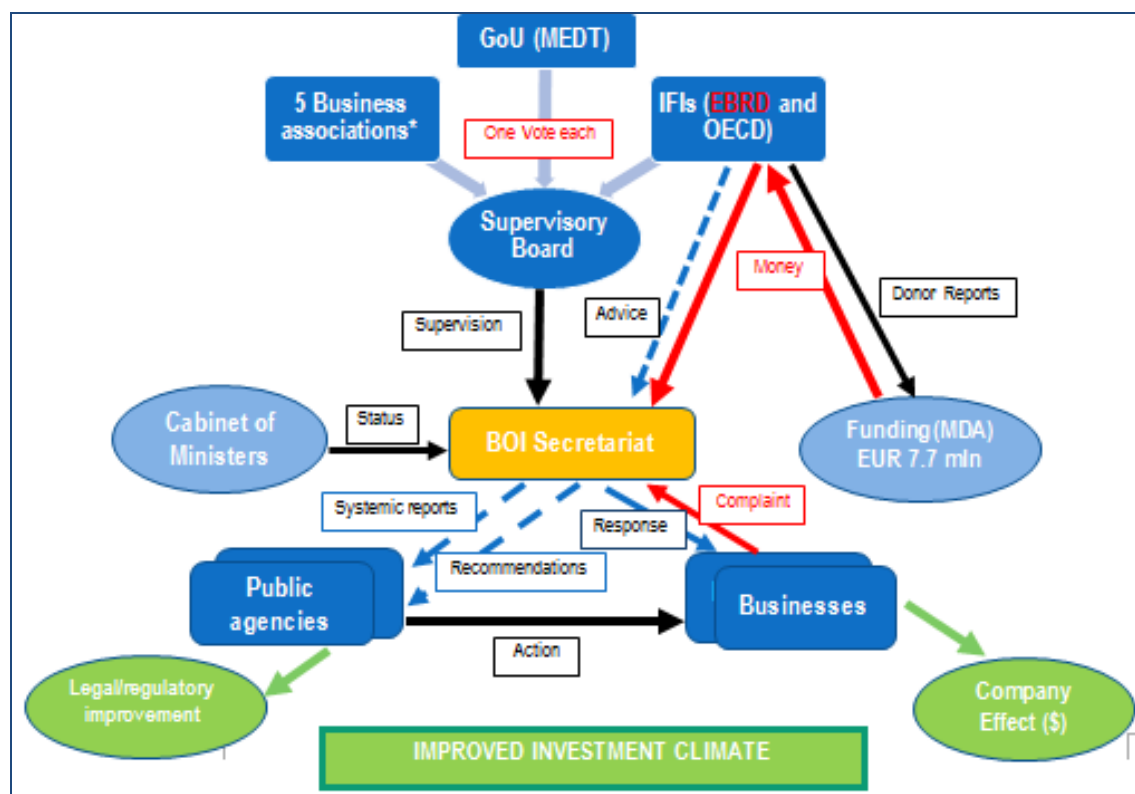 GoU (MEDT)
5 Business
associations*
One Vote each
IFIs (EBRD and
OECD)
Supervisory
Board
Money
Donor Reports
Supervision
Advice
Cabinet of
Ministers
Status
BOI Secretariat
Funding (MDA)
EUR 7.7 mln
Systemic reports
Complaint
Response
Recommendations
Public
agencies
Businesses
Action
Legal/regulatory
improvement
Company
Effect ($)
IMPROVED INVESTMENT CLIMATE